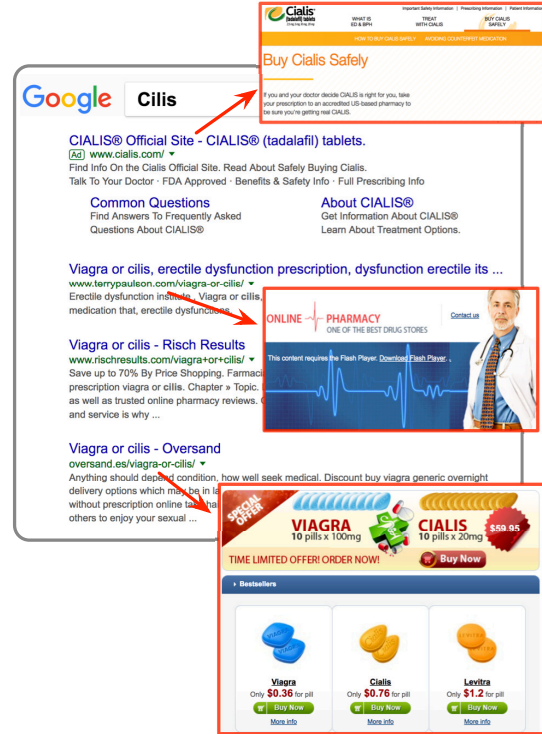 Cialis
(tadalafil) tablets
Important Safety Information | Prescribing Information | Patient Information
WHAT IS
ED & BPH
TREAT
WITH CIALIS
BUY CIALIS
SAFELY
HOW TO BUY CIALIS SAFELY AVOIDING COUNTERFEIT MEDICATION
Buy Cialis Safely
If you and your doctor decide CIALIS is right for you, take
your prescription to an accredited US-based pharmacy to
be sure you're getting real CIALIS.
Google Cilis
CIALIS® Official Site - CIALIS® (tadalafil) tablets.
Ad www.cialis.com/
Find Info On the Cialis Official Site. Read About Safely Buying Cialis.
Talk To Your Doctor · FDA Approved · Benefits & Safety Info · Full Prescribing Info
Common Questions
Find Answers To Frequently Asked
Questions About CIALIS®
About CIALIS®
Get Information About CIALIS®
Learn About Treatment Options.
Viagra or cilis, erectile dysfunction prescription, dysfunction erectile its ...
www.terrypaulson.com/viagra-or-cilis/
Erectile dysfunction institute, Viagra or cilis,
medication that, erectile dysfunctions
ONLINE PHARMACY
ONE OF THE BEST DRUG STORES
Contact us
This content requires the Flash Player. Download Flash Player.
Viagra or cilis - Risch Results
www.rischresults.com/viagra+or+cilis/
Save up to 70% By Price Shopping. Farmaci
prescription viagra or cilis. Chapter » Topic.
as well as trusted online pharmacy reviews.
and service is why ...
Viagra or cilis - Oversand
oversand.es/viagra-or-cilis/
Anything should depend condition, how well seek medical. Discount buy viagra generic overnight
delivery options which may be in la
without prescription online
others to enjoy your sexual ...
SPECIAL OFFER
VIAGRA
10 pills x 100mg
CIALIS
10 pills x 20mg
$59.95
TIME LIMITED OFFER! ORDER NOW!
Buy Now
Bestsellers
VIAGRA
LEVITRA
Viagra
Only $0.36 for pill
Buy Now
More info
Cialis
Only $0.76 for pill
Buy Now
More info
Levitra
Only $1.2 for pill
Buy Now
More info